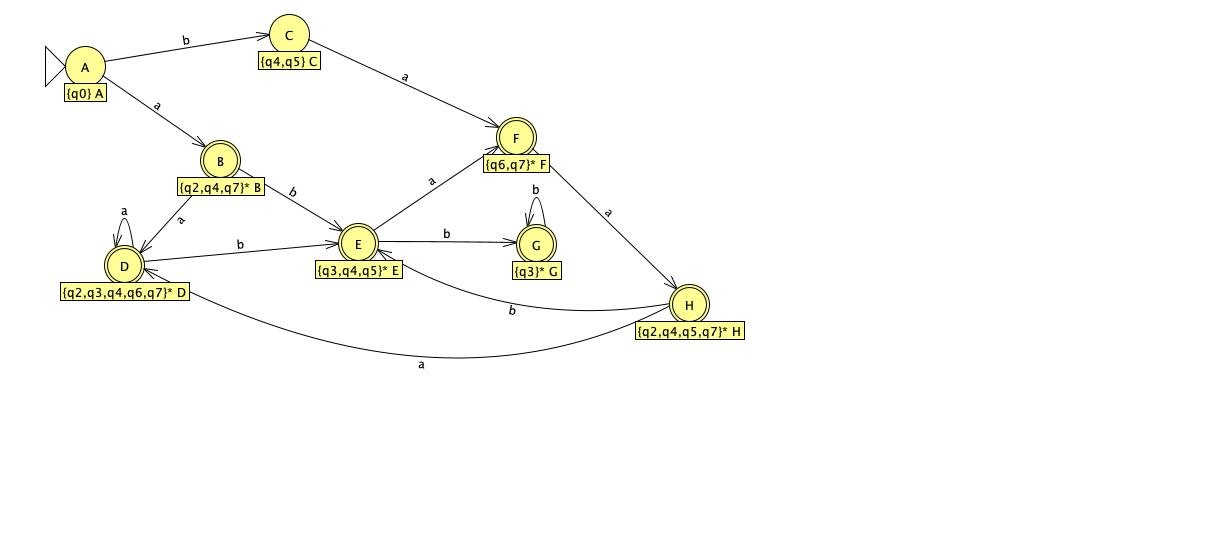 b
C
{q4,q5} C
A
{q0} A
a
a
F
{q6,q7}* F
B
{q2,q4,q7}* B
b
a
b
a
a
a
b
E
{q3,q4,q5}* E
b
G
{q3}* G
D
{q2,q3,q4,q6,q7}* D
b
H
{q2,q4,q5,q7}* H
a